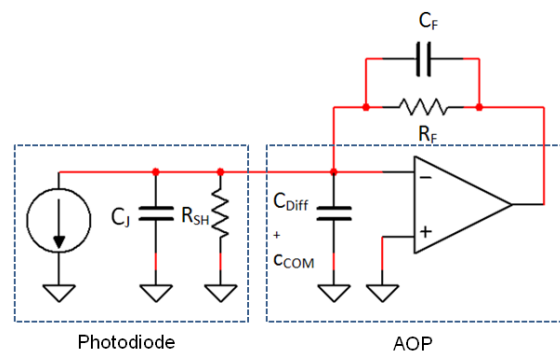 CF
RF
CJ
RSH
CDiff
+
cCOM
−
+
Photodiode
AOP